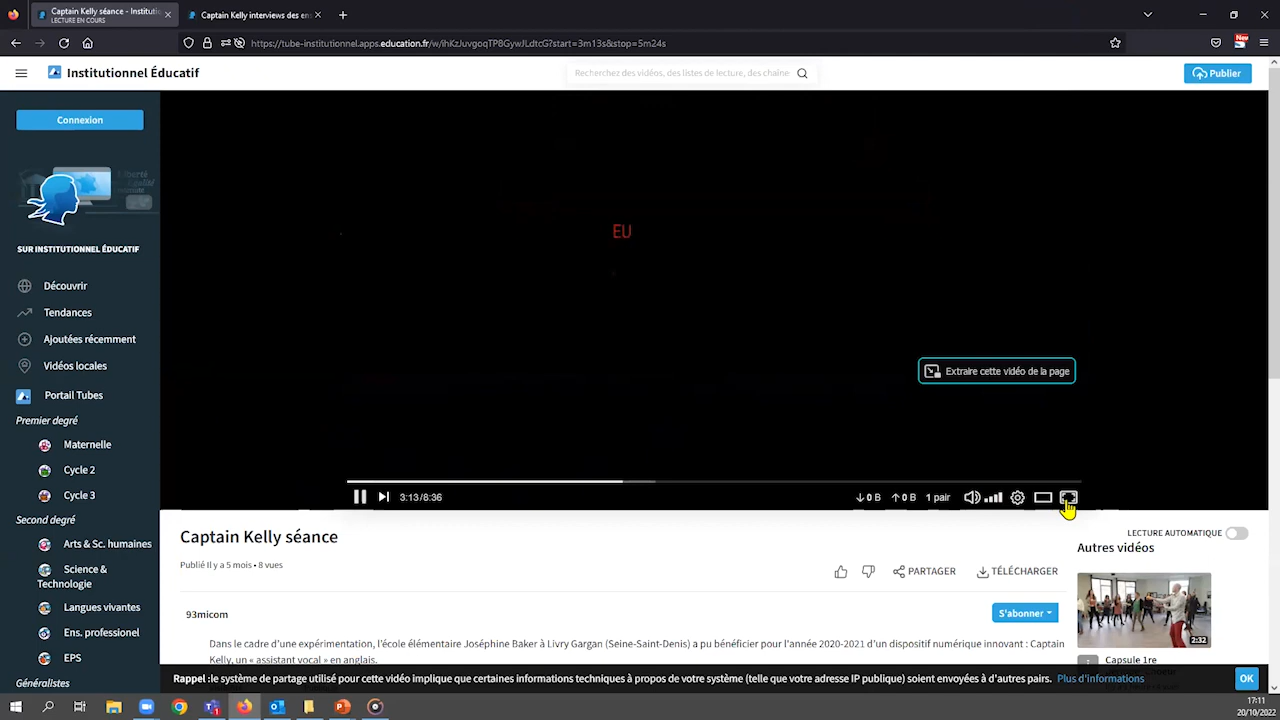 Captain Kelly séance - Institutio
LECTURE EN COURS
Captain Kelly interviews des en
https://tube-institutionnel.apps.education.fr/w/ihKzJuvgoqTP8GywJLdtcG?start=3m13s&stop=5m24s
New
Institutionnel Éducatif
Recherchez des vidéos, des listes de lecture, des chaîne
Publier
Connexion
SUR INSTITUTIONNEL ÉDUCATIF
Découvrir
Tendances
Ajoutées récemment
Vidéos locales
Portail Tubes
Premier degré
Maternelle
Cycle 2
Cycle 3
Second degré
Arts & Sc. humaines
Science &
Technologie
Langues vivantes
Ens. professionel
EPS
Généralistes
EU
Extraire cette vidéo de la page
3:13/8:36
0 B
0 B
1 pair
Captain Kelly séance
Publié Il y a 5 mois • 8 vues
PARTAGER
TÉLÉCHARGER
93micom
S'abonner
Dans le cadre d'une expérimentation, l'école élémentaire Joséphine Baker à Livry Gargan (Seine-Saint-Denis) a pu bénéficier pour l'année 2020-2021 d'un dispositif numérique innovant : Captain
Kelly, un « assistant vocal » en anglais.
LECTURE AUTOMATIQUE
Autres vidéos
2:32
Capsule 1re
Rappel :le système de partage utilisé pour cette vidéo implique que certaines informations techniques à propos de votre système (telle que votre adresse IP publique) soient envoyées à d'autres pairs. Plus d'informations
OK
17:11
20/10/2022